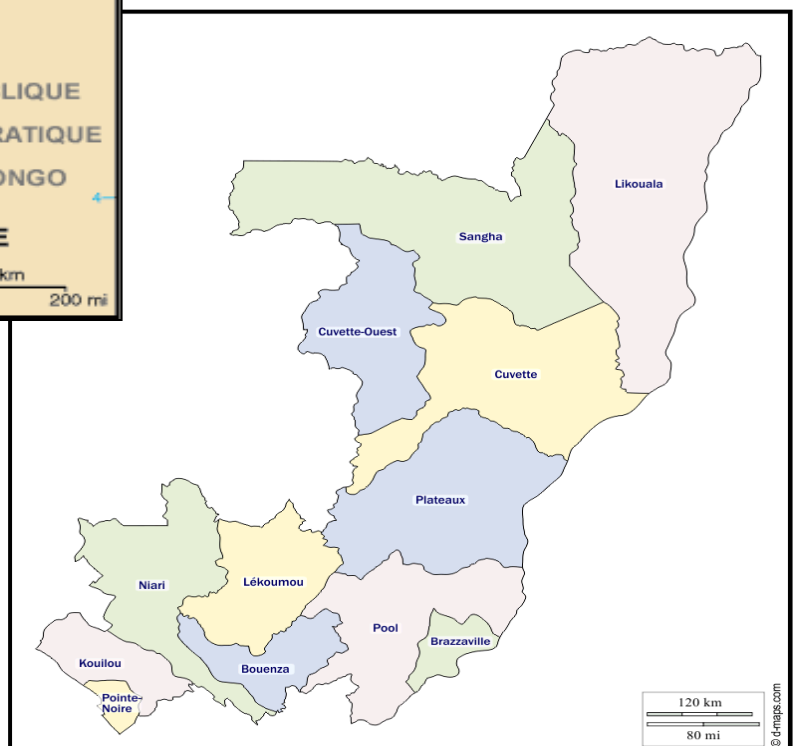 LIQUE
RATIQUE
ONGO
4
E
km
200 mi
Likouala
Sangha
Cuvette-Ouest
Cuvette
Plateaux
Niari
Lékoumou
Pool
Brazzaville
Kouilou
Bouenza
Pointe-
Noire
120 km
80 mi
© d-maps.com